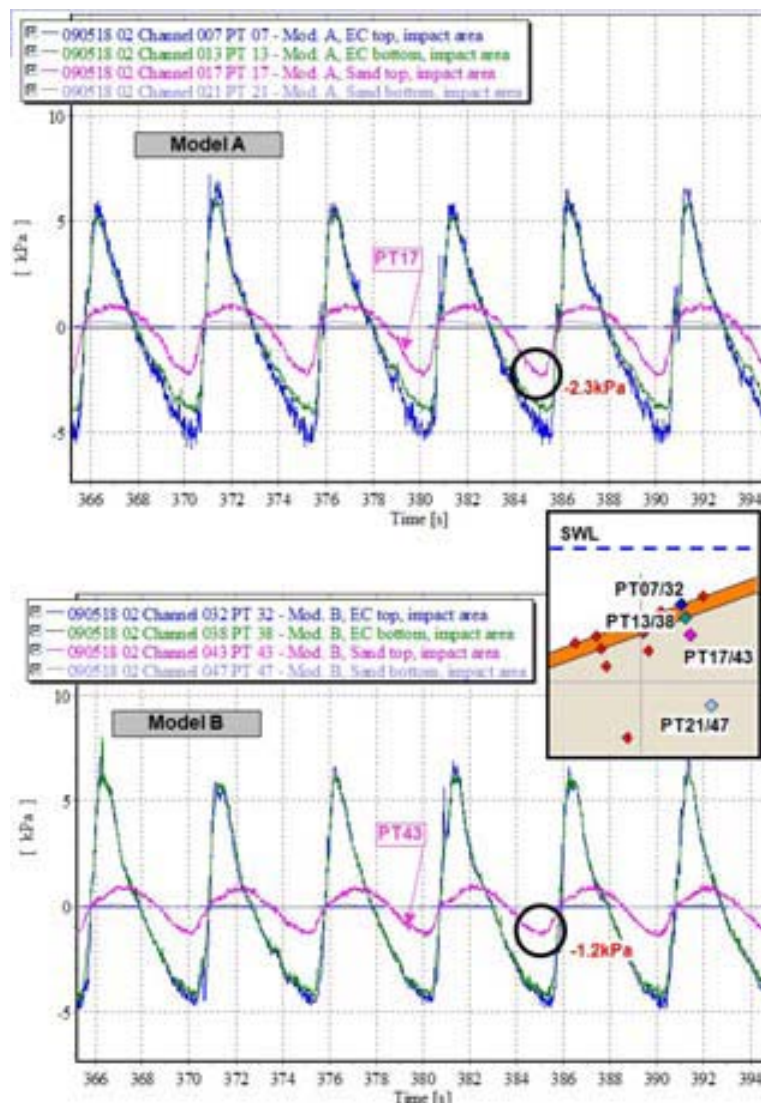 090518 02 Channel 007 PT 07 - Mod. A, EC top, impact area
090518 02 Channel 013 PT 13 - Mod. A, EC bottom, impact area
090518 02 Channel 017 PT 17 - Mod. A, Sand top, impact area
090518 02 Channel 021 PT 21 - Mod. A, Sand bottom, impact area
10
Model A
5
[ kPa ]
PT17
0
-2.3kPa
-5
366 368 370 372 374 376 378 380 382 384 386 388 390 392 394
Time [s]
SWL
PT07/32
PT13/38
PT17/43
PT21/47
090518 02 Channel 032 PT 32 - Mod. B, EC top, impact area
090518 02 Channel 038 PT 38 - Mod. B, EC bottom, impact area
090518 02 Channel 043 PT 43 - Mod. B, Sand top, impact area
090518 02 Channel 047 PT 47 - Mod. B, Sand bottom, impact area
10
Model B
5
[ kPa ]
PT43
0
-1.2kPa
-5
366 368 370 372 374 376 378 380 382 384 386 388 390 392 394
Time [s]